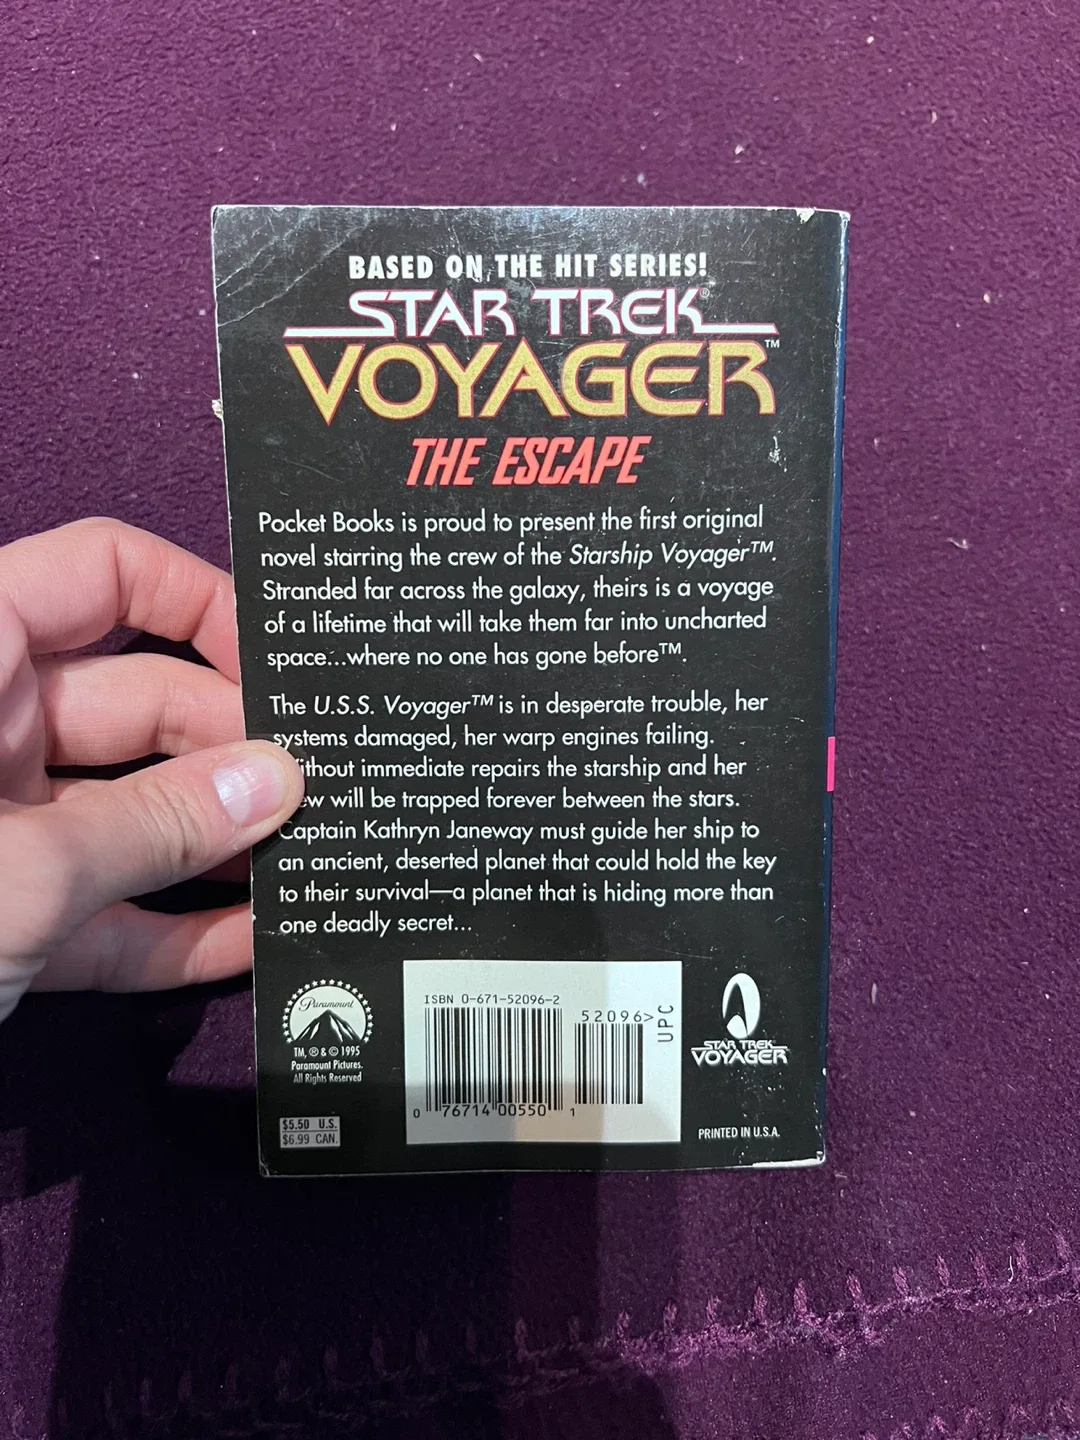 BASED ON THE HIT SERIES!
STAR TREK®
VOYAGER™
THE ESCAPE
Pocket Books is proud to present the first original
novel starring the crew of the Starship Voyager™.
Stranded far across the galaxy, theirs is a voyage
of a lifetime that will take them far into uncharted
space...where no one has gone before™.
The U.S.S. Voyager™ is in desperate trouble, her
systems damaged, her warp engines failing.
ithout immediate repairs the starship and her
ew will be trapped forever between the stars.
Captain Kathryn Janeway must guide her ship to
an ancient, deserted planet that could hold the key
to their survival—a planet that is hiding more than
one deadly secret...
Paramount
TM, ® & © 1995
Paramount Pictures.
All Rights Reserved
$5.50 U.S.
$6.99 CAN.
ISBN 0-671-52096-2
52096>
UPC
0 76714 00550 1
STAR TREK
VOYAGER
PRINTED IN U.S.A.